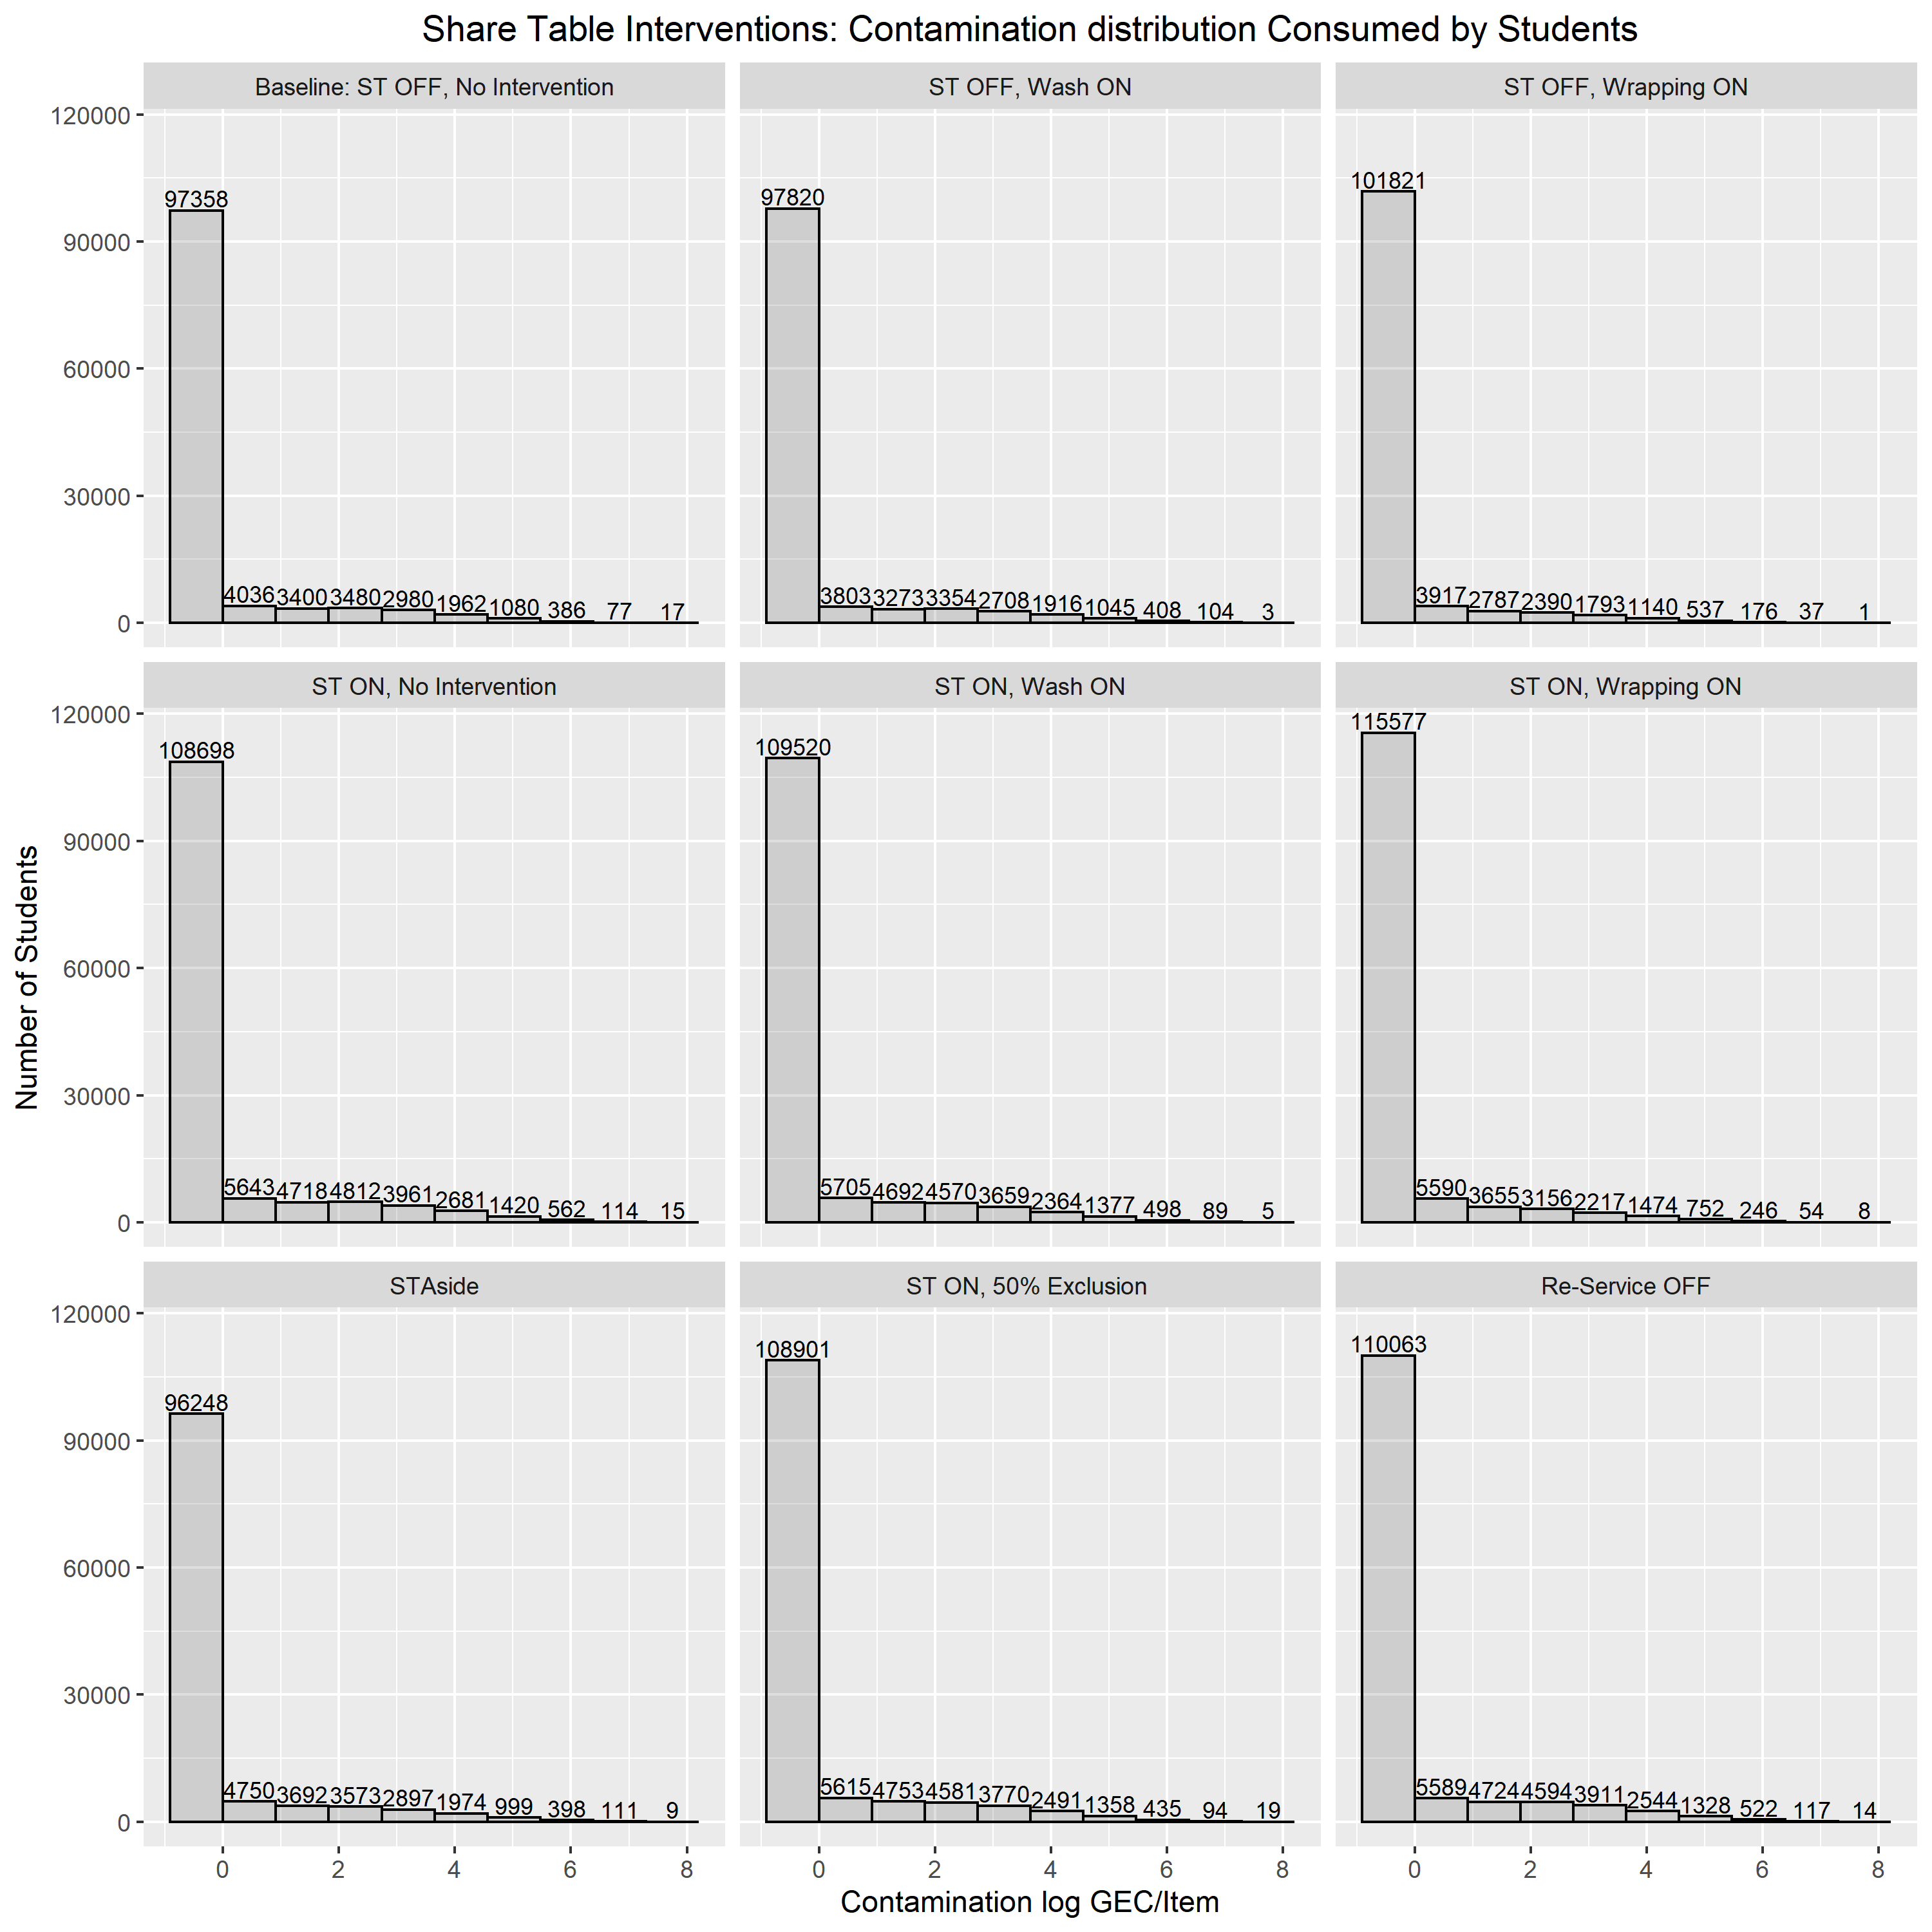 Share Table Interventions: Contamination distribution Consumed by Students
Baseline: ST OFF, No Intervention
ST OFF, Wash ON
ST OFF, Wrapping ON
120000
90000
60000
30000
0
97358
4036 3400 3480 2980 1962 1080 386 77 17
97820
3803 3273 3354 2708 1916 1045 408 104 3
101821
3917 2787 2390 1793 1140 537 176 37 1
ST ON, No Intervention
ST ON, Wash ON
ST ON, Wrapping ON
120000
90000
60000
30000
0
108698
5643 4718 4812 3961 2681 1420 562 114 15
109520
5705 4692 4570 3659 2364 1377 498 89 5
115577
5590 3655 3156 2217 1474 752 246 54 8
STAside
ST ON, 50% Exclusion
Re-Service OFF
120000
90000
60000
30000
0
96248
4750 3692 3573 2897 1974 999 398 111 9
108901
5615 4753 4581 3770 2491 1358 435 94 19
110063
5589 4724 4594 3911 2544 1328 522 117 14
0 2 4 6 8
0 2 4 6 8
0 2 4 6 8
Contamination log GEC/Item
Number of Students